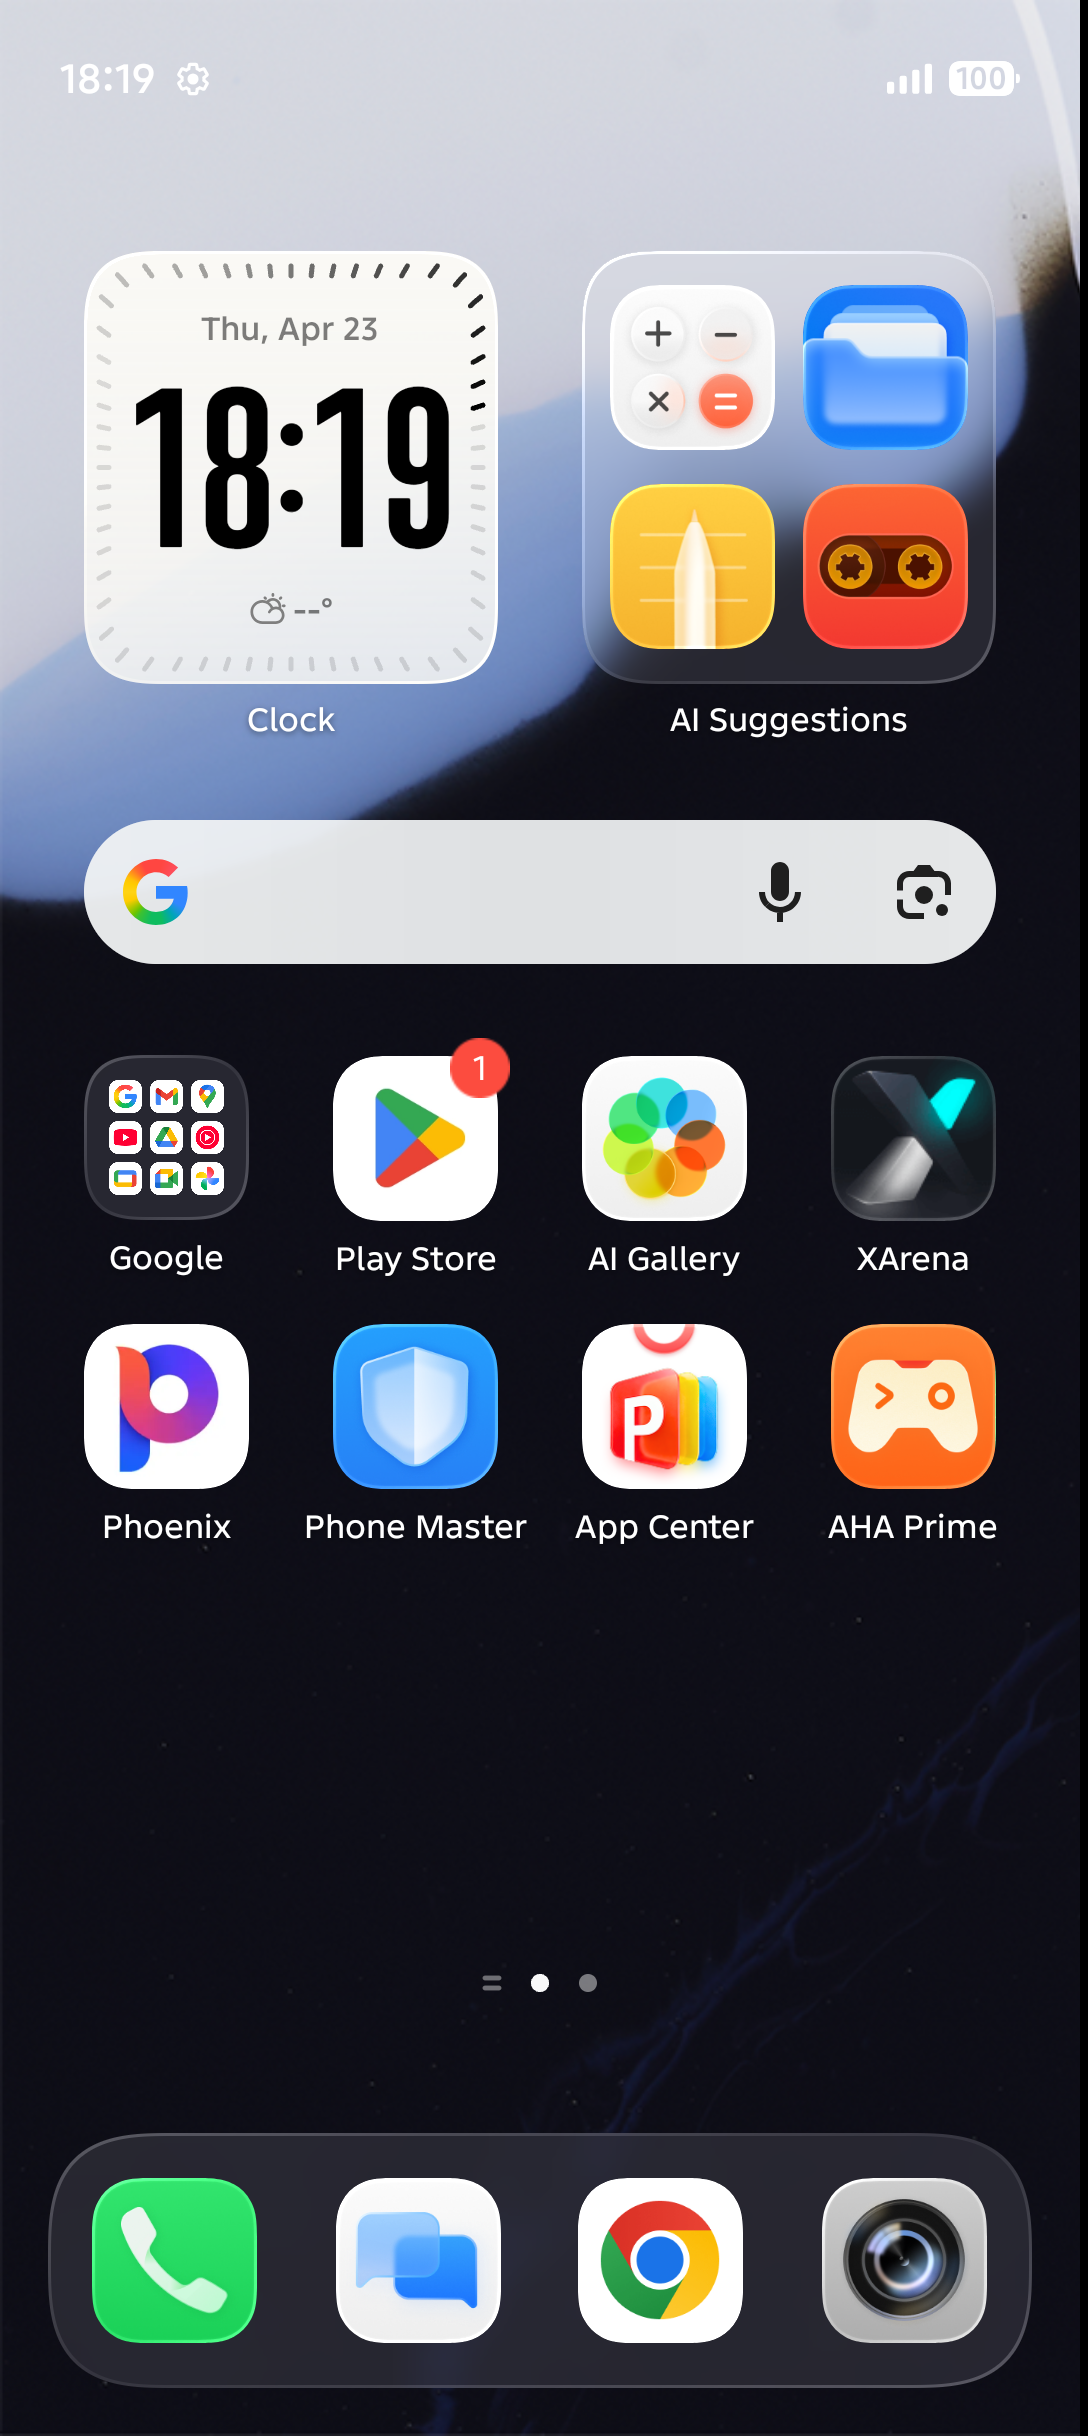 18:19
100
Thu, Apr 23
18:19
--°
Clock
AI Suggestions
1
Google
Play Store
AI Gallery
XArena
Phoenix
Phone Master
App Center
AHA Prime